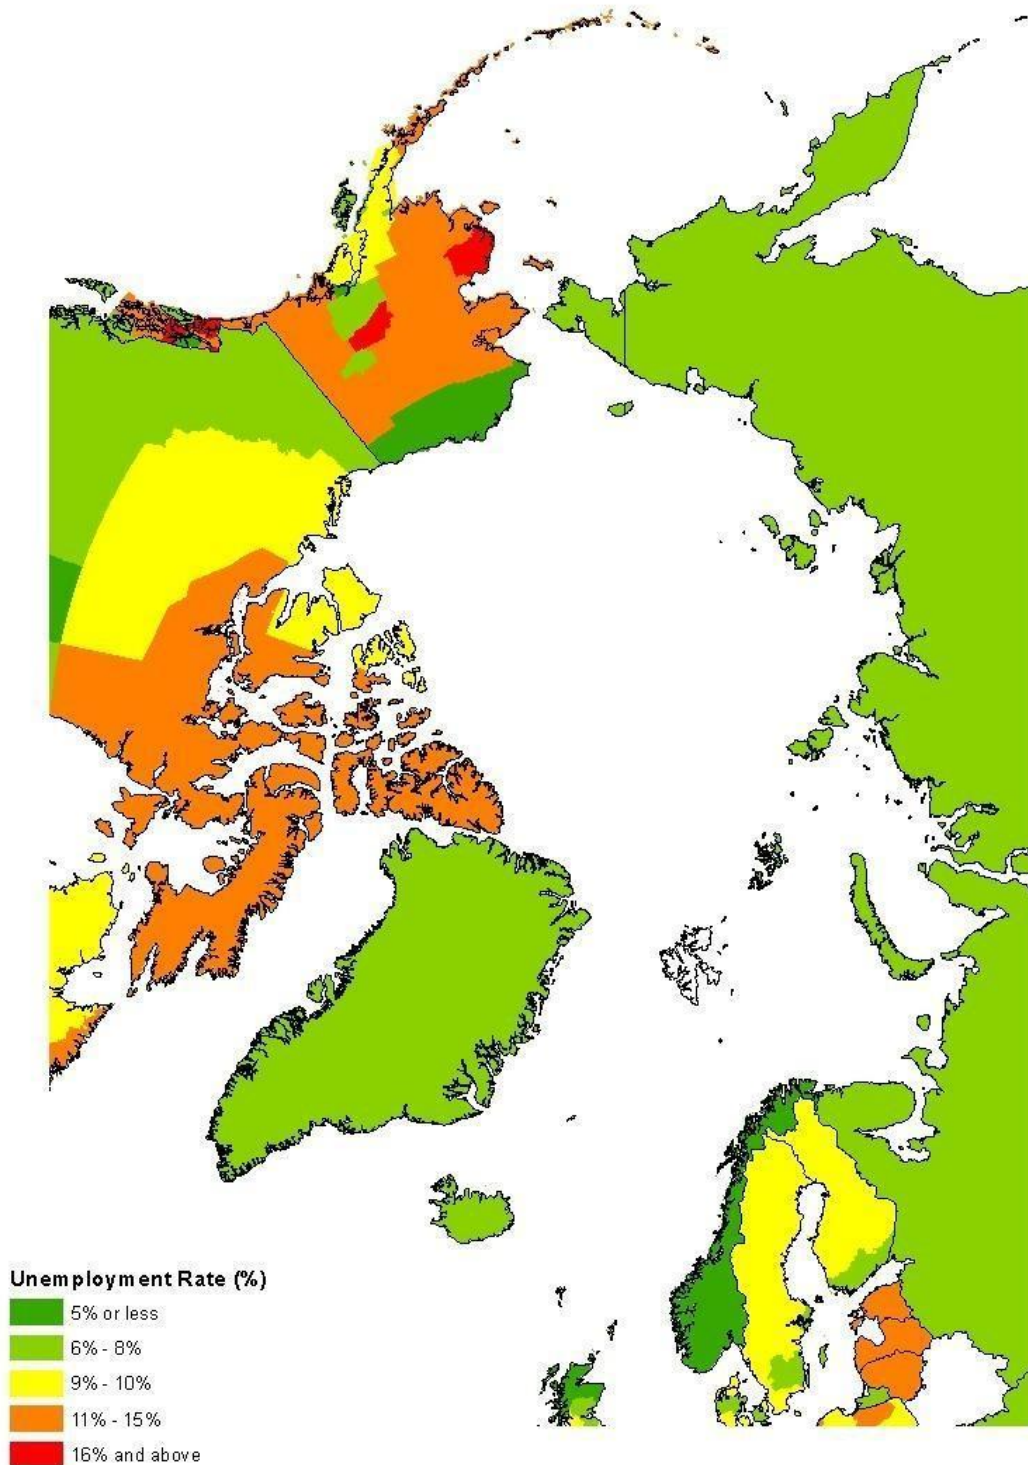 Unemployment Rate (%)
5% or less
6% - 8%
9% - 10%
11% - 15%
16% and above